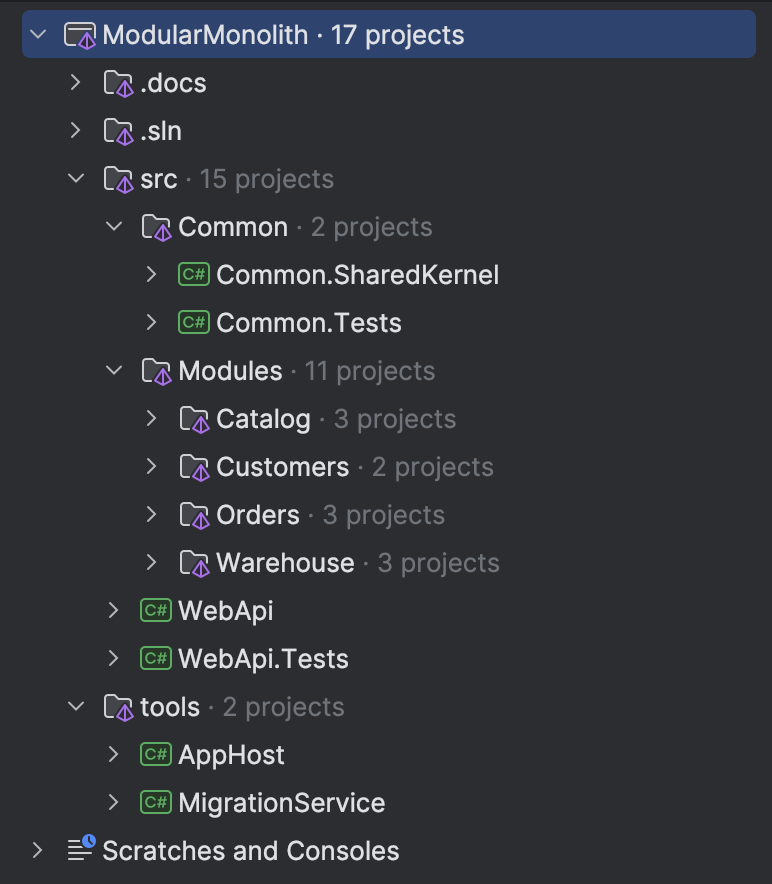 ModularMonolith · 17 projects
.docs
.sln
src · 15 projects
Common · 2 projects
C# Common.SharedKernel
C# Common.Tests
Modules · 11 projects
Catalog · 3 projects
Customers · 2 projects
Orders · 3 projects
Warehouse · 3 projects
C# WebApi
C# WebApi.Tests
tools · 2 projects
C# AppHost
C# MigrationService
Scratches and Consoles